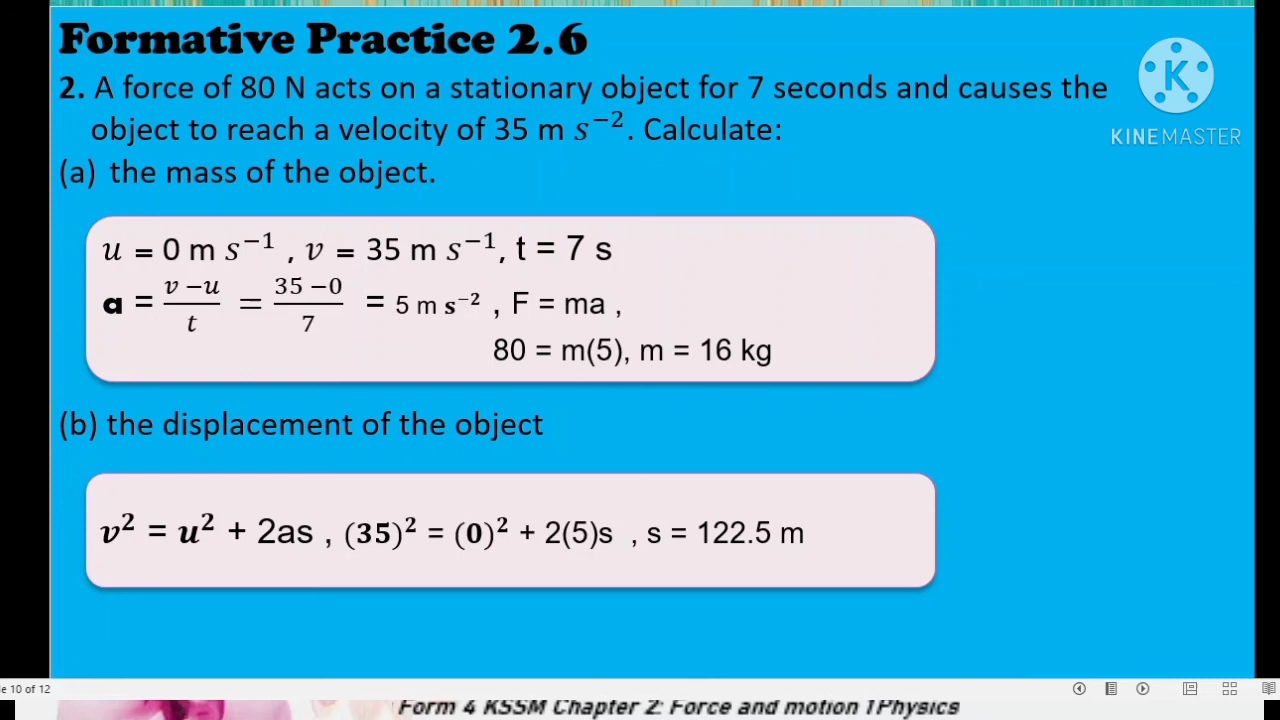 Formative Practice 2.6
2. A force of 80 N acts on a stationary object for 7 seconds and causes the
object to reach a velocity of 35 m s⁻². Calculate:
(a) the mass of the object.
u = 0 m s⁻¹ , v = 35 m s⁻¹, t = 7 s
a = (v −u)/t = (35 −0)/7 = 5 m s⁻² , F = ma ,
80 = m(5), m = 16 kg
(b) the displacement of the object
v² = u² + 2as , (35)² = (0)² + 2(5)s , s = 122.5 m
K
KINEMASTER
10 of 12
Form 4 KSSM Chapter 2: Force and motion 1Physics